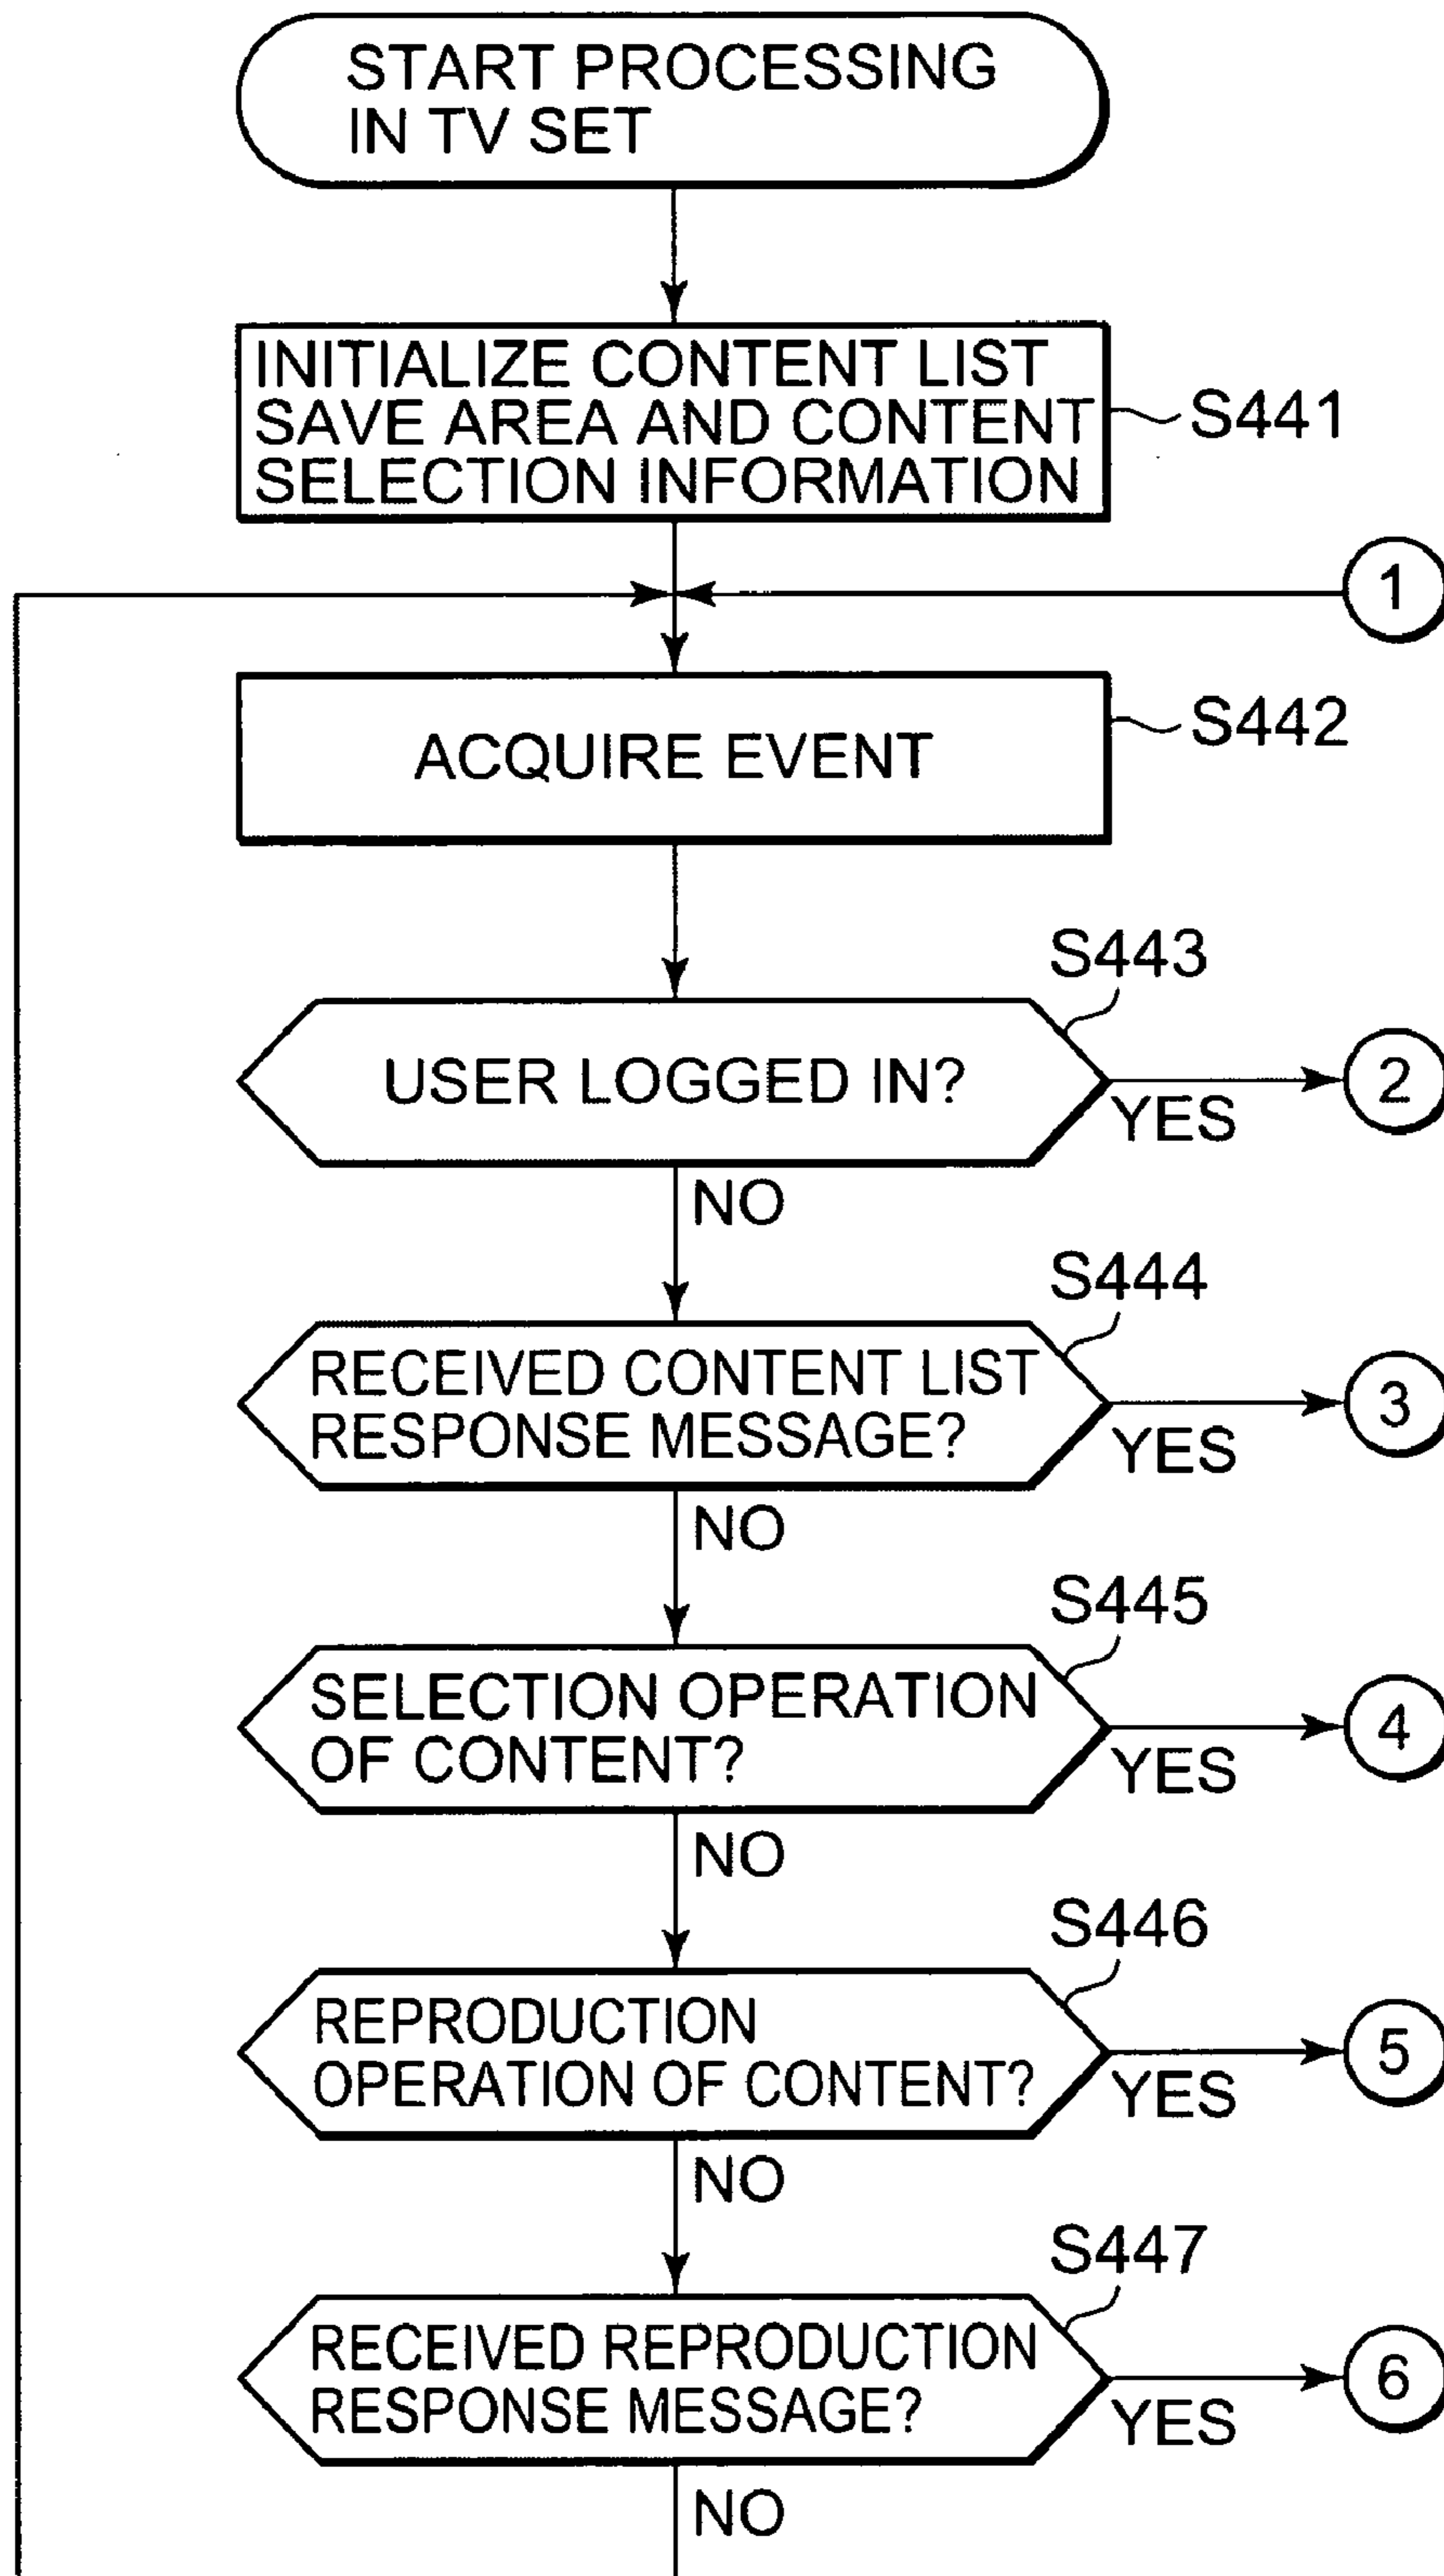 START PROCESSING
IN TV SET
INITIALIZE CONTENT LIST
SAVE AREA AND CONTENT
SELECTION INFORMATION
S441
1
ACQUIRE EVENT
S442
S443
USER LOGGED IN?
2
YES
NO
S444
RECEIVED CONTENT LIST
RESPONSE MESSAGE?
3
YES
NO
S445
SELECTION OPERATION
OF CONTENT?
4
YES
NO
S446
REPRODUCTION
OPERATION OF CONTENT?
5
YES
NO
S447
RECEIVED REPRODUCTION
RESPONSE MESSAGE?
6
YES
NO